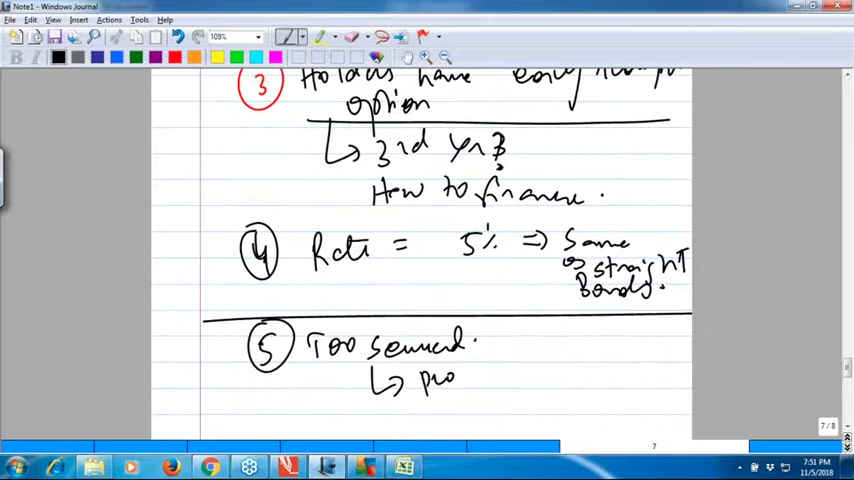 Note1 - Windows Journal
File Edit View Insert Actions Tools Help
109%
B I
3 Holders have early
option
3rd yr?
How to finance.
4 Rate = 5% ⇒ Same
as straight
Bonds.
5 Too
↳ pro
7/8
7
7:51 PM
11/5/2018